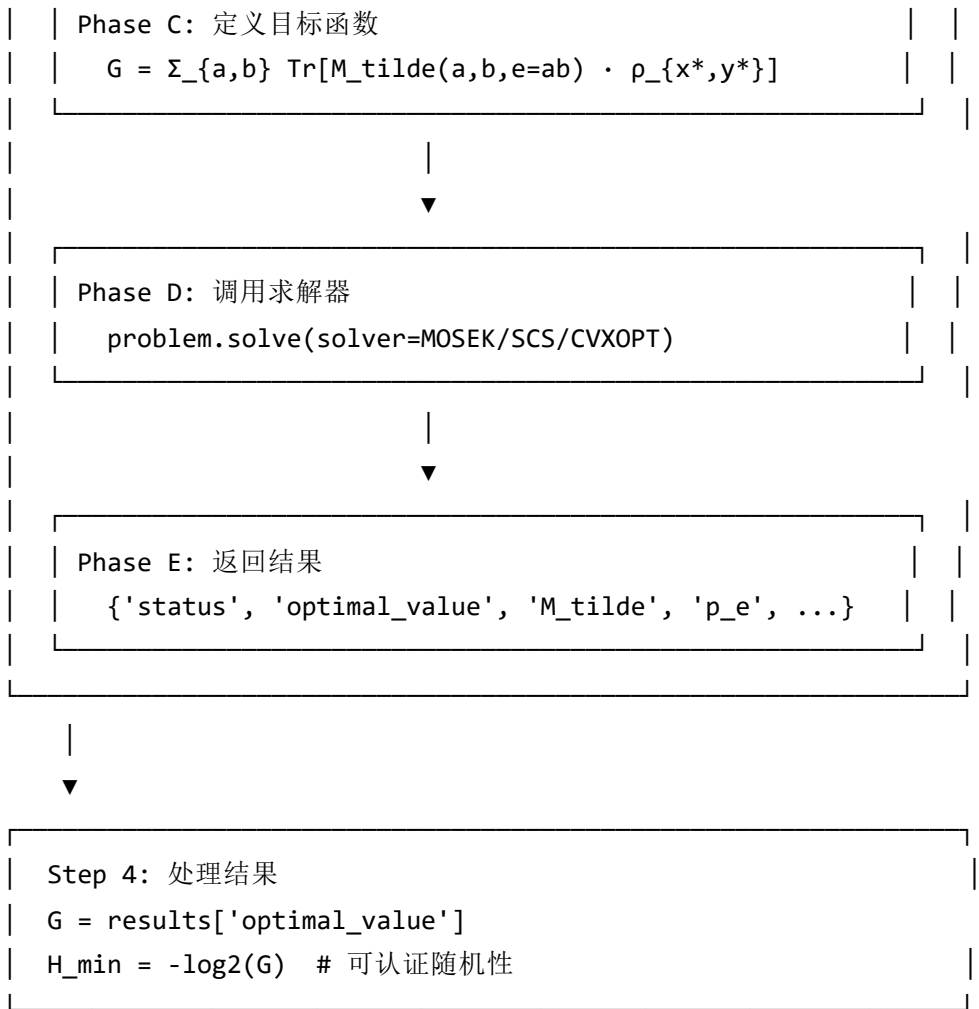 Phase C: 定义目标函数
G = Σ_{a,b} Tr[M_tilde(a,b,e=ab) · ρ_{x*,y*}]
Phase D: 调用求解器
problem.solve(solver=MOSEK/SCS/CVXOPT)
Phase E: 返回结果
{'status', 'optimal_value', 'M_tilde', 'p_e', ...}
Step 4: 处理结果
G = results['optimal_value']
H_min = -log2(G)  # 可认证随机性